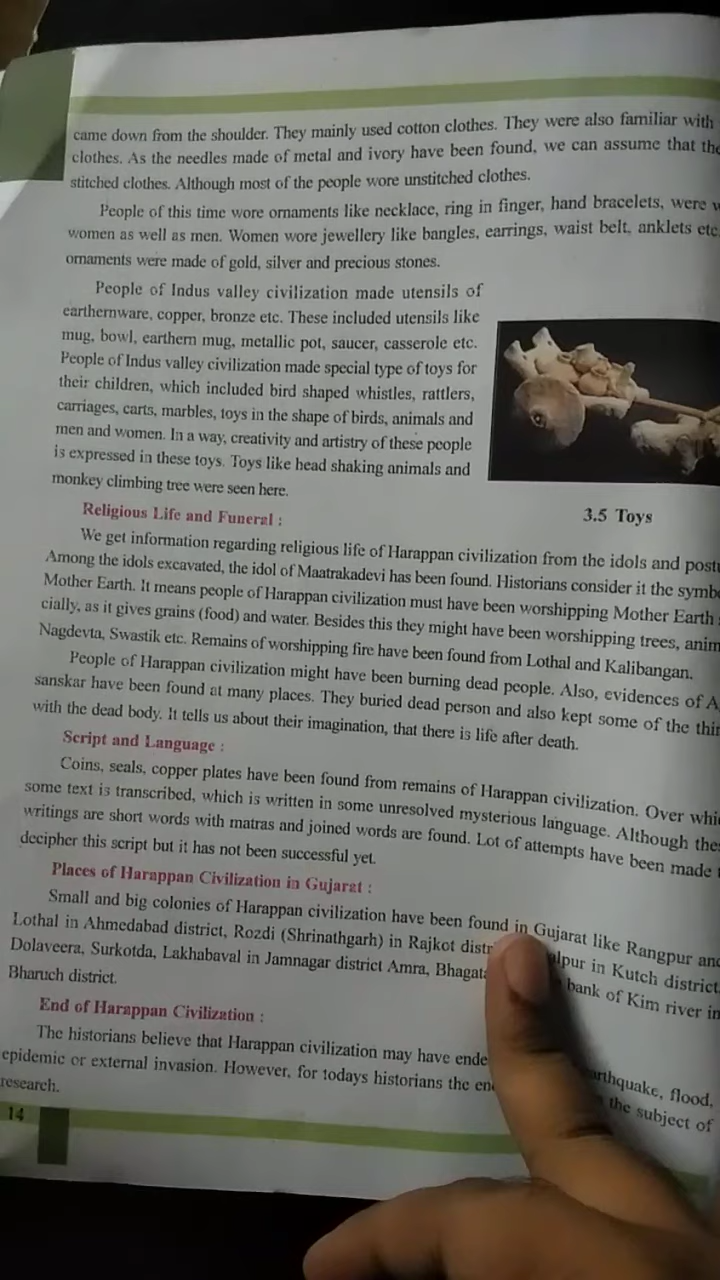 came down from the shoulder. They mainly used cotton clothes. They were also familiar with
clothes. As the needles made of metal and ivory have been found, we can assume that the
stitched clothes. Although most of the people wore unstitched clothes.
People of this time wore ornaments like necklace, ring in finger, hand bracelets, were
women as well as men. Women wore jewellery like bangles, earrings, waist belt, anklets etc.
ornaments were made of gold, silver and precious stones.
People of Indus valley civilization made utensils of
earthernware, copper, bronze etc. These included utensils like
mug, bowl, earthern mug, metallic pot, saucer, casserole etc.
People of Indus valley civilization made special type of toys for
their children, which included bird shaped whistles, rattlers,
carriages, carts, marbles, toys in the shape of birds, animals and
men and women. In a way, creativity and artistry of these people
is expressed in these toys. Toys like head shaking animals and
monkey climbing tree were seen here.
3.5 Toys
Religious Life and Funeral :
We get information regarding religious life of Harappan civilization from the idols and
Among the idols excavated, the idol of Maatrakadevi has been found. Historians consider it the
Mother Earth. It means people of Harappan civilization must have been worshipping Mother Earth
cially, as it gives grains (food) and water. Besides this they might have been worshipping trees,
Nagdevta, Swastik etc. Remains of worshipping fire have been found from Lothal and Kalibangan.
People of Harappan civilization might have been burning dead people. Also, evidences of
sanskar have been found at many places. They buried dead person and also kept some of the
with the dead body. It tells us about their imagination, that there is life after death.
Script and Language :
Coins, seals, copper plates have been found from remains of Harappan civilization. Over
some text is transcribed, which is written in some unresolved mysterious language. Although
writings are short words with matras and joined words are found. Lot of attempts have been made
decipher this script but it has not been successful yet.
Places of Harappan Civilization in Gujarat :
Small and big colonies of Harappan civilization have been found in Gujarat like Rangpur and
Lothal in Ahmedabad district, Rozdi (Shrinathgarh) in Rajkot in Kutch district,
Dolaveera, Surkotda, Lakhabaval in Jamnagar district Amra, bank of Kim river in
Bharuch district.
End of Harappan Civilization :
The historians believe that Harappan civilization may have flood,
epidemic or external invasion. However, for todays historians the the subject of
research.
14